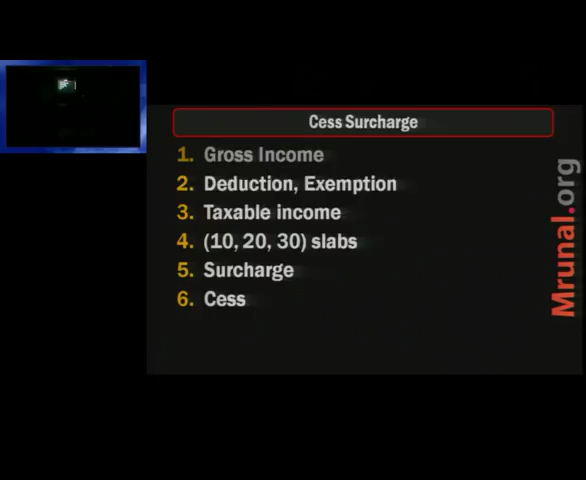 Cess Surcharge
1. Gross Income
2. Deduction, Exemption
3. Taxable income
4. (10, 20, 30) slabs
5. Surcharge
6. Cess
Mrunal.org